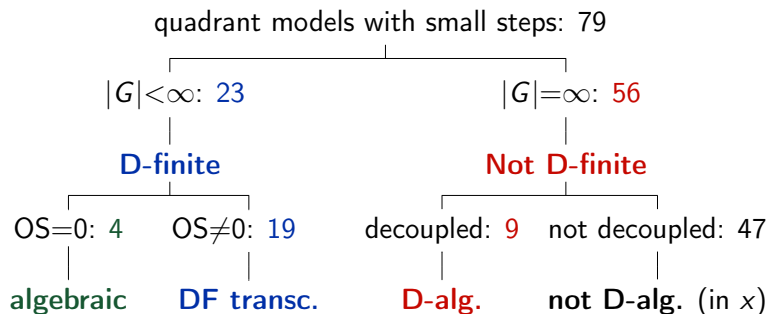 quadrant models with small steps: 79
|G|<∞: 23 |G|=∞: 56
D-finite Not D-finite
OS=0: 4 OS≠0: 19 decoupled: 9 not decoupled: 47
algebraic DF transc. D-alg. not D-alg. (in x)